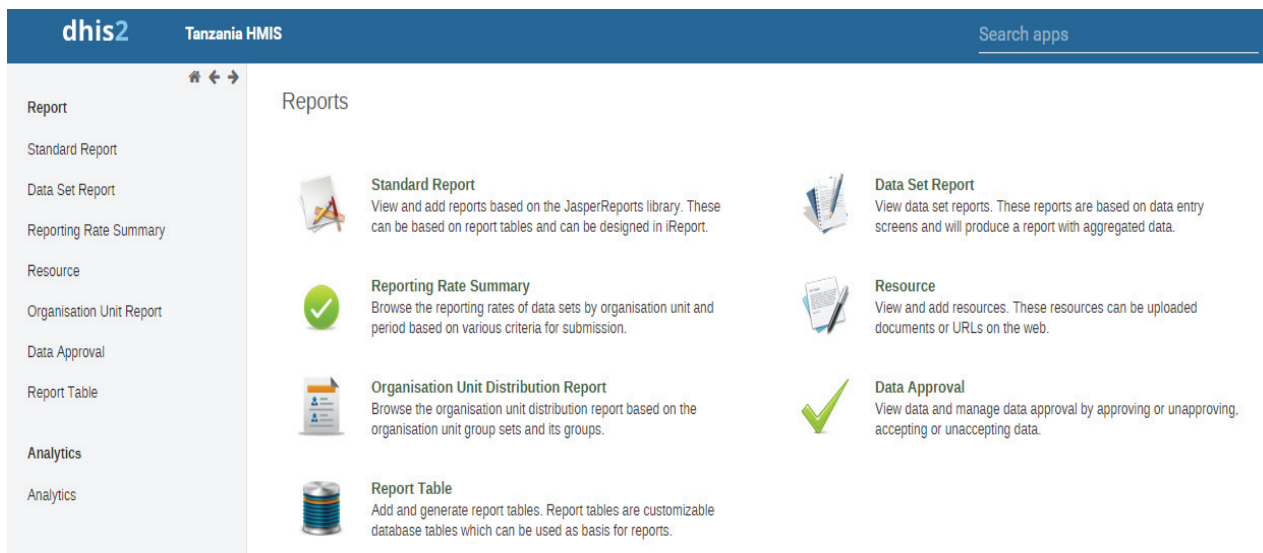 dhis2
Tanzania HMIS
Search apps
Report
Standard Report
Data Set Report
Reporting Rate Summary
Resource
Organisation Unit Report
Data Approval
Report Table
Analytics
Analytics
Reports
Standard Report
View and add reports based on the JasperReports library. These
can be based on report tables and can be designed in iReport.
Data Set Report
View data set reports. These reports are based on data entry
screens and will produce a report with aggregated data.
Reporting Rate Summary
Browse the reporting rates of data sets by organisation unit and
period based on various criteria for submission.
Resource
View and add resources. These resources can be uploaded
documents or URLs on the web.
Organisation Unit Distribution Report
Browse the organisation unit distribution report based on the
organisation unit group sets and its groups.
Data Approval
View data and manage data approval by approving or unapproving,
accepting or unaccepting data.
Report Table
Add and generate report tables. Report tables are customizable
database tables which can be used as basis for reports.